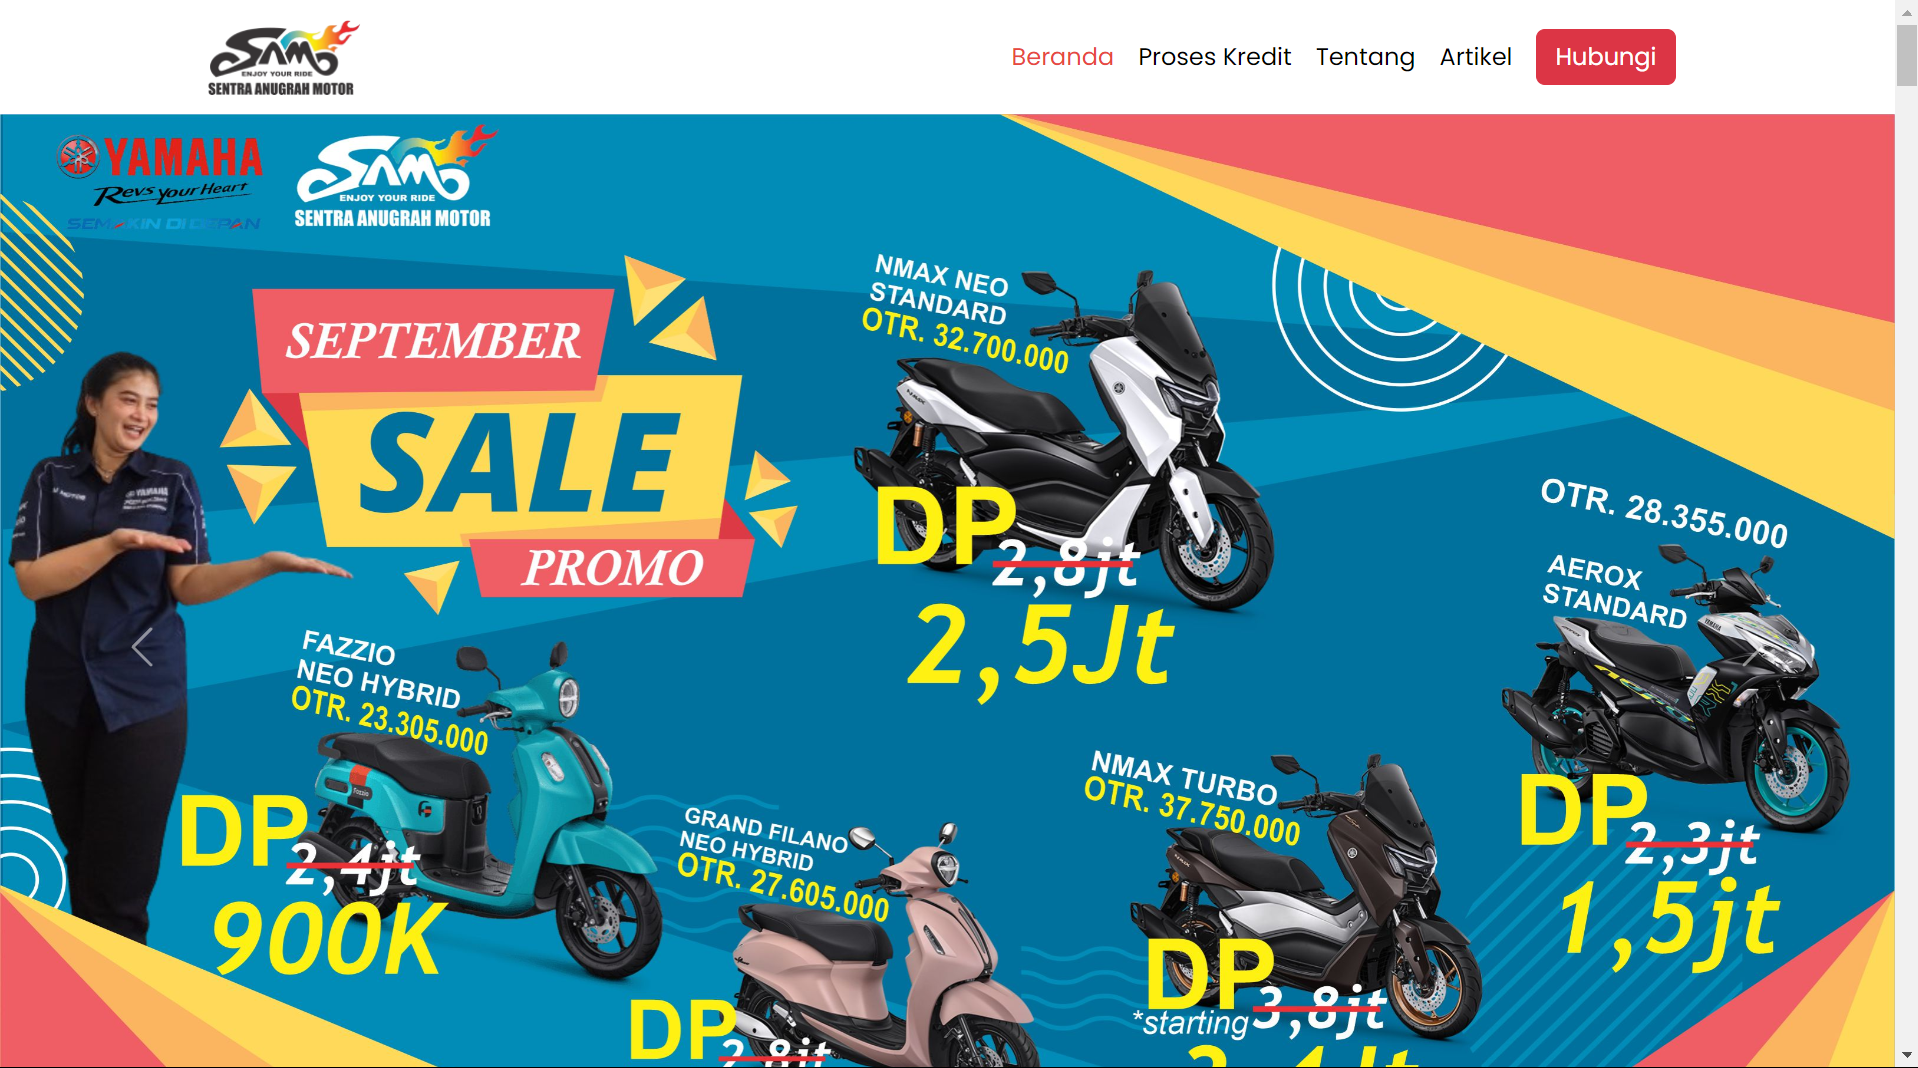 SAM
ENJOY YOUR RIDE
SENTRA ANUGRAH MOTOR
Beranda
Proses Kredit
Tentang
Artikel
Hubungi
YAMAHA
Revs Your Heart
SEMAKIN DI DEPAN
SAM
ENJOY YOUR RIDE
SENTRA ANUGRAH MOTOR
SEPTEMBER
SALE
PROMO
NMAX NEO
STANDARD
OTR. 32.700.000
DP
2,8jt
2,5Jt
OTR. 28.355.000
AEROX
STANDARD
DP
2,3jt
1,5jt
YAMAHA
FAZZIO
NEO HYBRID
OTR. 23.305.000
Fazzio
DP
2,4jt
900K
GRAND FILANO
NEO HYBRID
OTR. 27.605.000
DP
2,8jt
NMAX TURBO
OTR. 37.750.000
DP
*starting
3,8jt